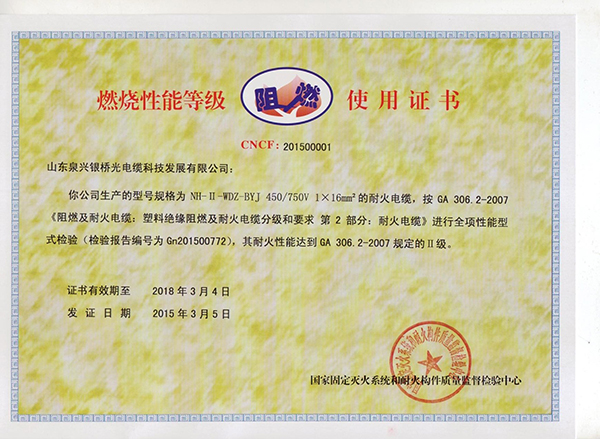 燃烧性能等级 阻燃 使用证书
CNCF: 201500001
山东泉兴银桥光电缆科技发展有限公司：
你公司生产的型号规格为 NH-Ⅱ-WDZ-BYJ 450/750V 1×16mm²的耐火电缆，按 GA 306.2-2007
《阻燃及耐火电缆：塑料绝缘阻燃及耐火电缆分级和要求 第 2 部分：耐火电缆》进行全项性能型
式检验（检验报告编号为 Gn201500772），其耐火性能达到 GA 306.2-2007 规定的Ⅱ级。
证书有效期至 2018 年 3 月 4 日
发 证 日 期 2015 年 3 月 5 日
国家固定灭火系统和耐火构件质量监督检验中心